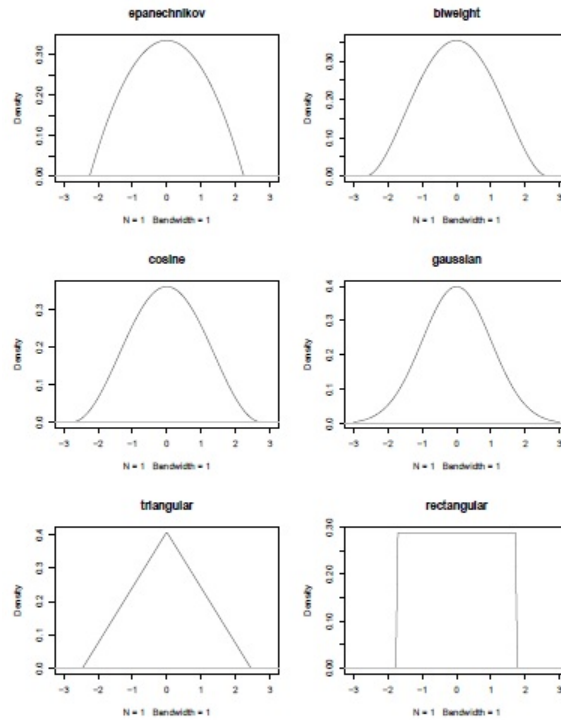 epanechnikov
Density
0.00 0.10 0.20 0.30
−3 −2 −1 0 1 2 3
N = 1 Bandwidth = 1
biweight
Density
0.00 0.10 0.20 0.30
−3 −2 −1 0 1 2 3
N = 1 Bandwidth = 1
cosine
Density
0.0 0.1 0.2 0.3
−3 −2 −1 0 1 2 3
N = 1 Bandwidth = 1
gaussian
Density
0.0 0.1 0.2 0.3 0.4
−3 −2 −1 0 1 2 3
N = 1 Bandwidth = 1
triangular
Density
0.0 0.1 0.2 0.3 0.4
−3 −2 −1 0 1 2 3
N = 1 Bandwidth = 1
rectangular
Density
0.00 0.10 0.20 0.30
−3 −2 −1 0 1 2 3
N = 1 Bandwidth = 1